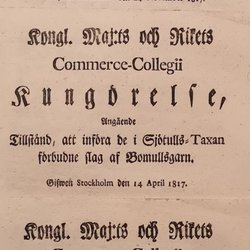 Kongl. Maj:ts och Rikets
Commerce-Collegii
Kungörelse,
Angående
Tillstånd, att införa de i Sjötulls-Taxan
förbudne slag af Bomullsgarn.
Gifwen Stockholm den 14 April 1817.
Kongl. Maj:ts och Rikets